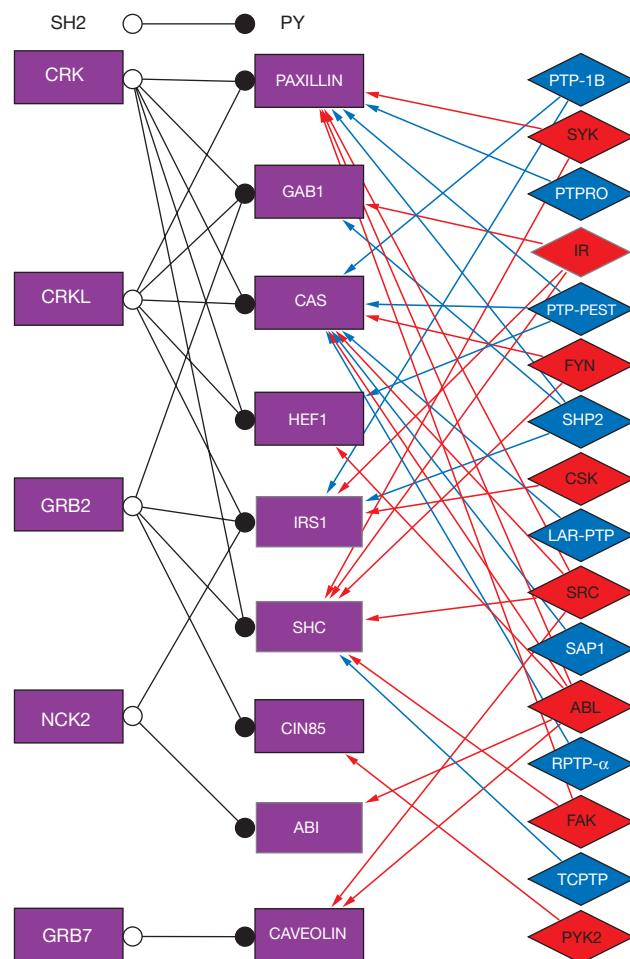 SH2 PY
CRK
CRKL
GRB2
NCK2
GRB7
PAXILLIN
GAB1
CAS
HEF1
IRS1
SHC
CIN85
ABI
CAVEOLIN
PTP-1B
SYK
PTPRO
IR
PTP-PEST
FYN
SHP2
CSK
LAR-PTP
SRC
SAP1
ABL
RPTP-α
FAK
TCPTP
PYK2